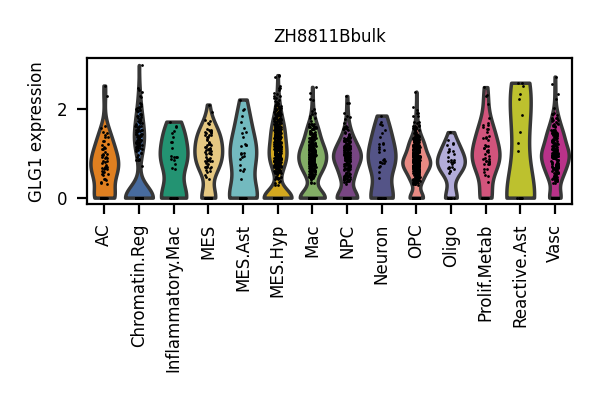 ZH8811Bbulk
GLG1 expression
2
0
AC
Chromatin.Reg
Inflammatory.Mac
MES
MES.Ast
MES.Hyp
Mac
NPC
Neuron
OPC
Oligo
Prolif.Metab
Reactive.Ast
Vasc